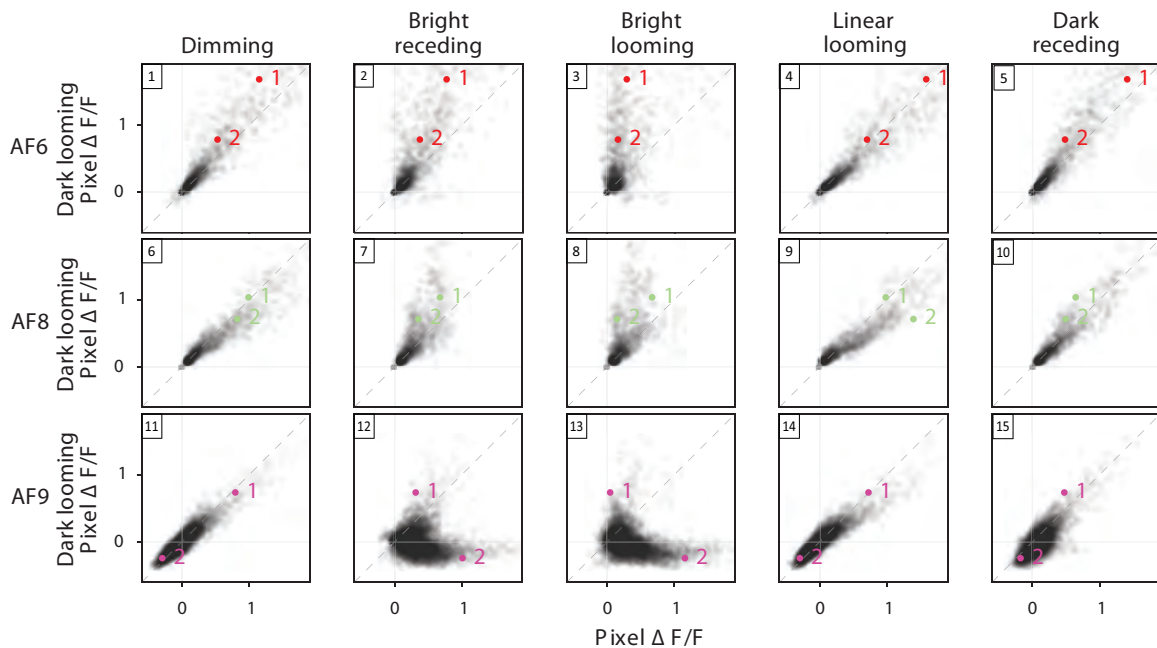 Dimming
Bright
receding
Bright
looming
Linear
looming
Dark
receding
AF6
Dark looming
Pixel Δ F/F
1
0
1
1
2
2
1
2
3
1
2
4
1
2
5
1
2
AF8
Dark looming
Pixel Δ F/F
1
0
6
1
2
7
1
2
8
1
2
9
1
2
10
1
2
AF9
Dark looming
Pixel Δ F/F
1
0
11
1
2
12
1
2
13
1
2
14
1
2
15
1
2
0 1
0 1
0 1
0 1
0 1
Pixel Δ F/F